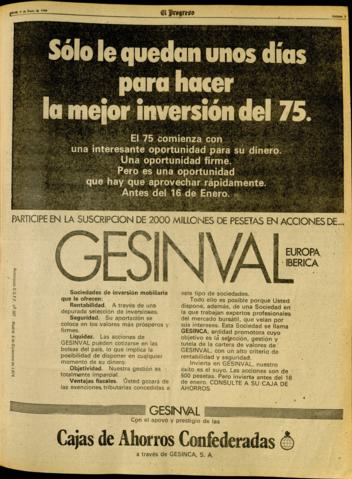 El Progreso
Sólo le quedan unos días
para hacer
la mejor inversión del 75.
El 75 comienza con
una interesante oportunidad para su dinero.
Una oportunidad firme.
Pero es una oportunidad
que hay que aprovechar rápidamente.
Antes del 16 de Enero.
PARTICIPE EN LA SUSCRIPCION DE 2000 MILLONES DE PESETAS EN ACCIONES DE...
GESINVAL
EUROPA
IBERICA
Sociedades de inversión mobiliaria
que le ofrecen:
Rentabilidad. A través de una
depurada selección de inversiones.
Seguridad. Su aportación se
coloca en los valores más prósperos y
firmes.
Liquidez. Las acciones de
GESINVAL, pueden cotizarse en las
bolsas del país, lo que implica la
posibilidad de disponer en cualquier
momento de su dinero.
Objetividad. Nuestra gestión es
totalmente imparcial.
Ventajas fiscales. Usted gozará de
las exenciones tributarias concedidas a
este tipo de sociedades.
Todo ello es posible porque Usted
dispone, además, de una Sociedad en
la que trabajan expertos profesionales
del mercado bursátil, que velan por
sus intereses. Esta Sociedad se llama
GESINCA, entidad promotora cuyo
objetivo es la selección, gestión y
tutela de la cartera de valores de
GESINVAL, con un alto criterio de
rentabilidad y seguridad.
Invierta en GESINVAL, nuestro
éxito es el suyo. Las acciones son de
500 pesetas. Pero invierta antes del 16
de enero. CONSULTE A SU CAJA DE
AHORROS.
GESINVAL
Con el apoyo y prestigio de las
Cajas de Ahorros Confederadas
a través de GESINCA, S. A.